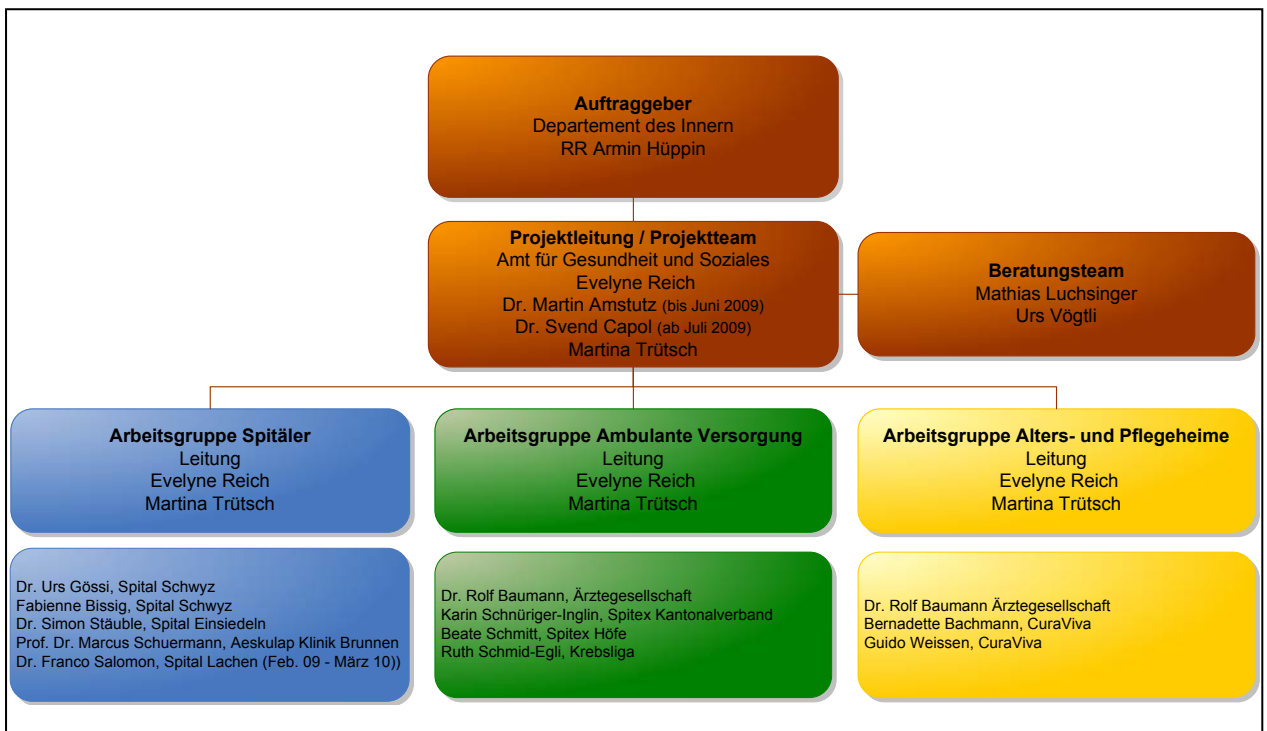 Auftraggeber
Departement des Innern
RR Armin Hüppin
Projektleitung / Projektteam
Amt für Gesundheit und Soziales
Evelyne Reich
Dr. Martin Amstutz (bis Juni 2009)
Dr. Svend Capol (ab Juli 2009)
Martina Trütsch
Beratungsteam
Mathias Luchsinger
Urs Vögtli
Arbeitsgruppe Spitäler
Leitung
Evelyne Reich
Martina Trütsch
Arbeitsgruppe Ambulante Versorgung
Leitung
Evelyne Reich
Martina Trütsch
Arbeitsgruppe Alters- und Pflegeheime
Leitung
Evelyne Reich
Martina Trütsch
Dr. Urs Gössi, Spital Schwyz
Fabienne Bissig, Spital Schwyz
Dr. Simon Stäuble, Spital Einsiedeln
Prof. Dr. Marcus Schuermann, Aeskulap Klinik Brunnen
Dr. Franco Salomon, Spital Lachen (Feb. 09 - März 10))
Dr. Rolf Baumann, Ärztegesellschaft
Karin Schnüriger-Inglin, Spitex Kantonalverband
Beate Schmitt, Spitex Höfe
Ruth Schmid-Egli, Krebsliga
Dr. Rolf Baumann Ärztegesellschaft
Bernadette Bachmann, CuraViva
Guido Weissen, CuraViva